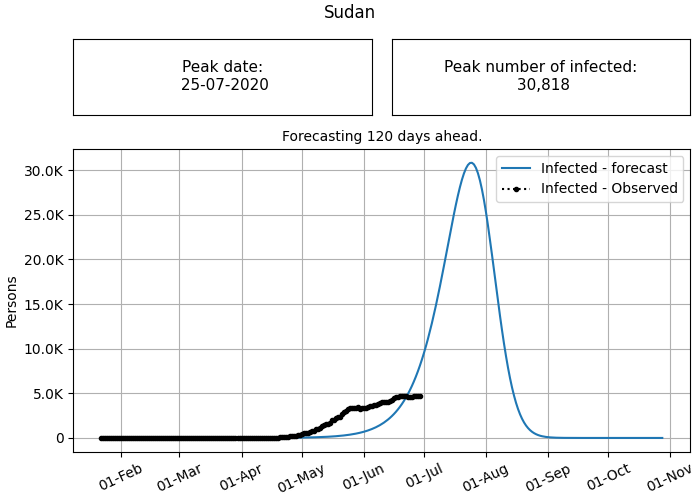 Sudan
Peak date:
25-07-2020
Peak number of infected:
30,818
Forecasting 120 days ahead.
Infected - forecast
Infected - Observed
Persons
30.0K
25.0K
20.0K
15.0K
10.0K
5.0K
0
01-Feb
01-Mar
01-Apr
01-May
01-Jun
01-Jul
01-Aug
01-Sep
01-Oct
01-Nov